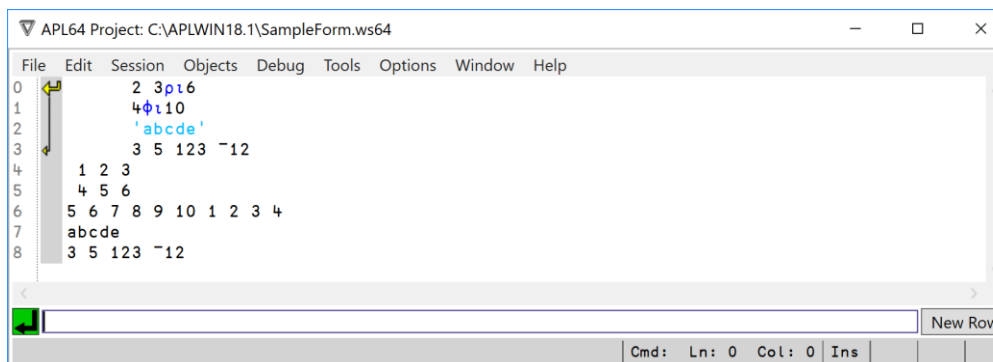 APL64 Project: C:\APLWIN18.1\SampleForm.ws64
File Edit Session Objects Debug Tools Options Window Help
0 2 3⍴⍳6
1 4⌽⍳10
2 'abcde'
3 3 5 123 ¯12
4 1 2 3
5 4 5 6
6 5 6 7 8 9 10 1 2 3 4
7 abcde
8 3 5 123 ¯12
New Row
Cmd: Ln: 0 Col: 0 Ins